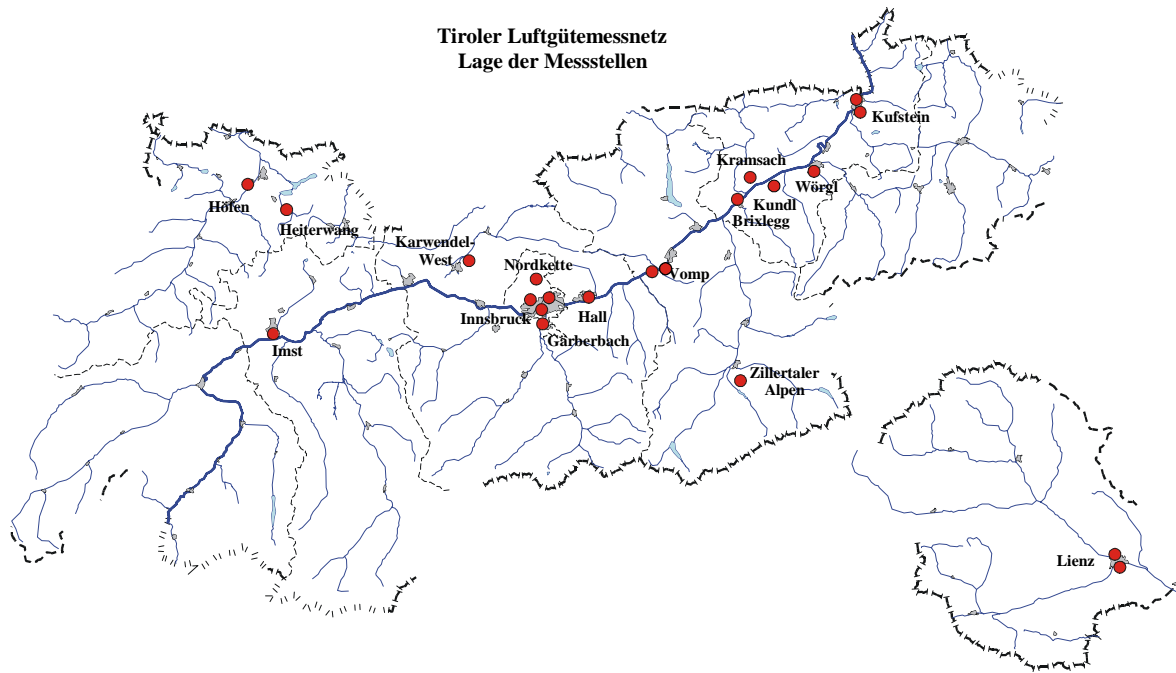 Tiroler Luftgütemessnetz
Lage der Messstellen
Kufstein
Kramsach
Wörgl
Kundl
Brixlegg
Höfen
Heiterwang
Karwendel-
West
Nordkette
Vomp
Innsbruck
Hall
Gärberbach
Imst
Zillertaler
Alpen
Lienz